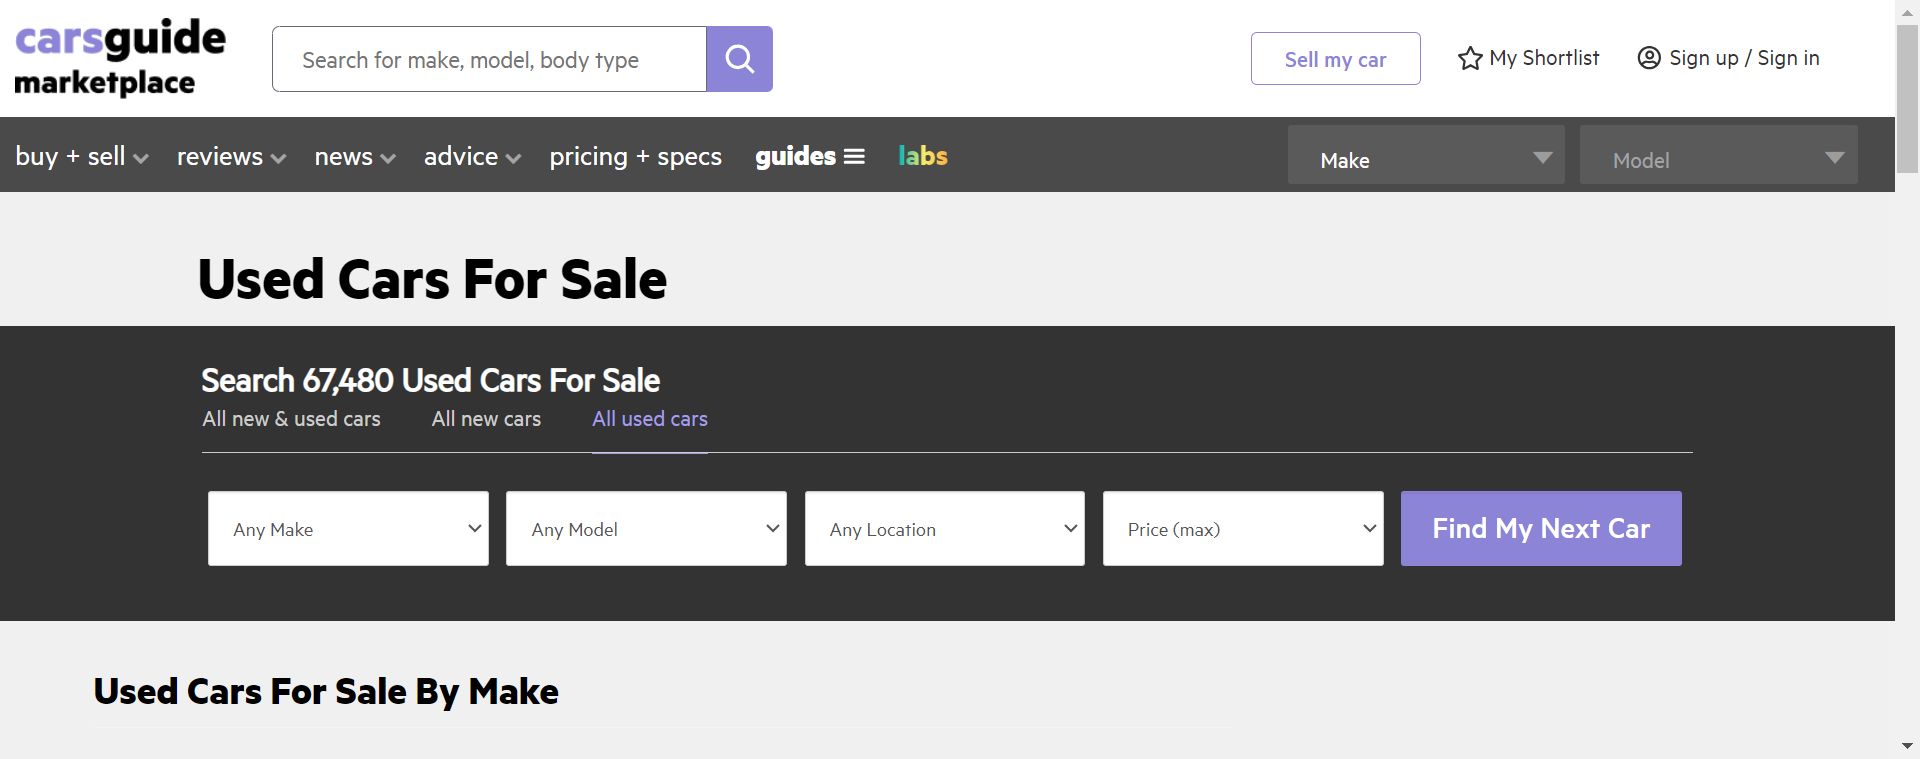 carsguide
marketplace
Search for make, model, body type
Sell my car
My Shortlist
Sign up / Sign in
buy + sell
reviews
news
advice
pricing + specs
guides
labs
Make
Model
Used Cars For Sale
Search 67,480 Used Cars For Sale
All new & used cars
All new cars
All used cars
Any Make
Any Model
Any Location
Price (max)
Find My Next Car
Used Cars For Sale By Make